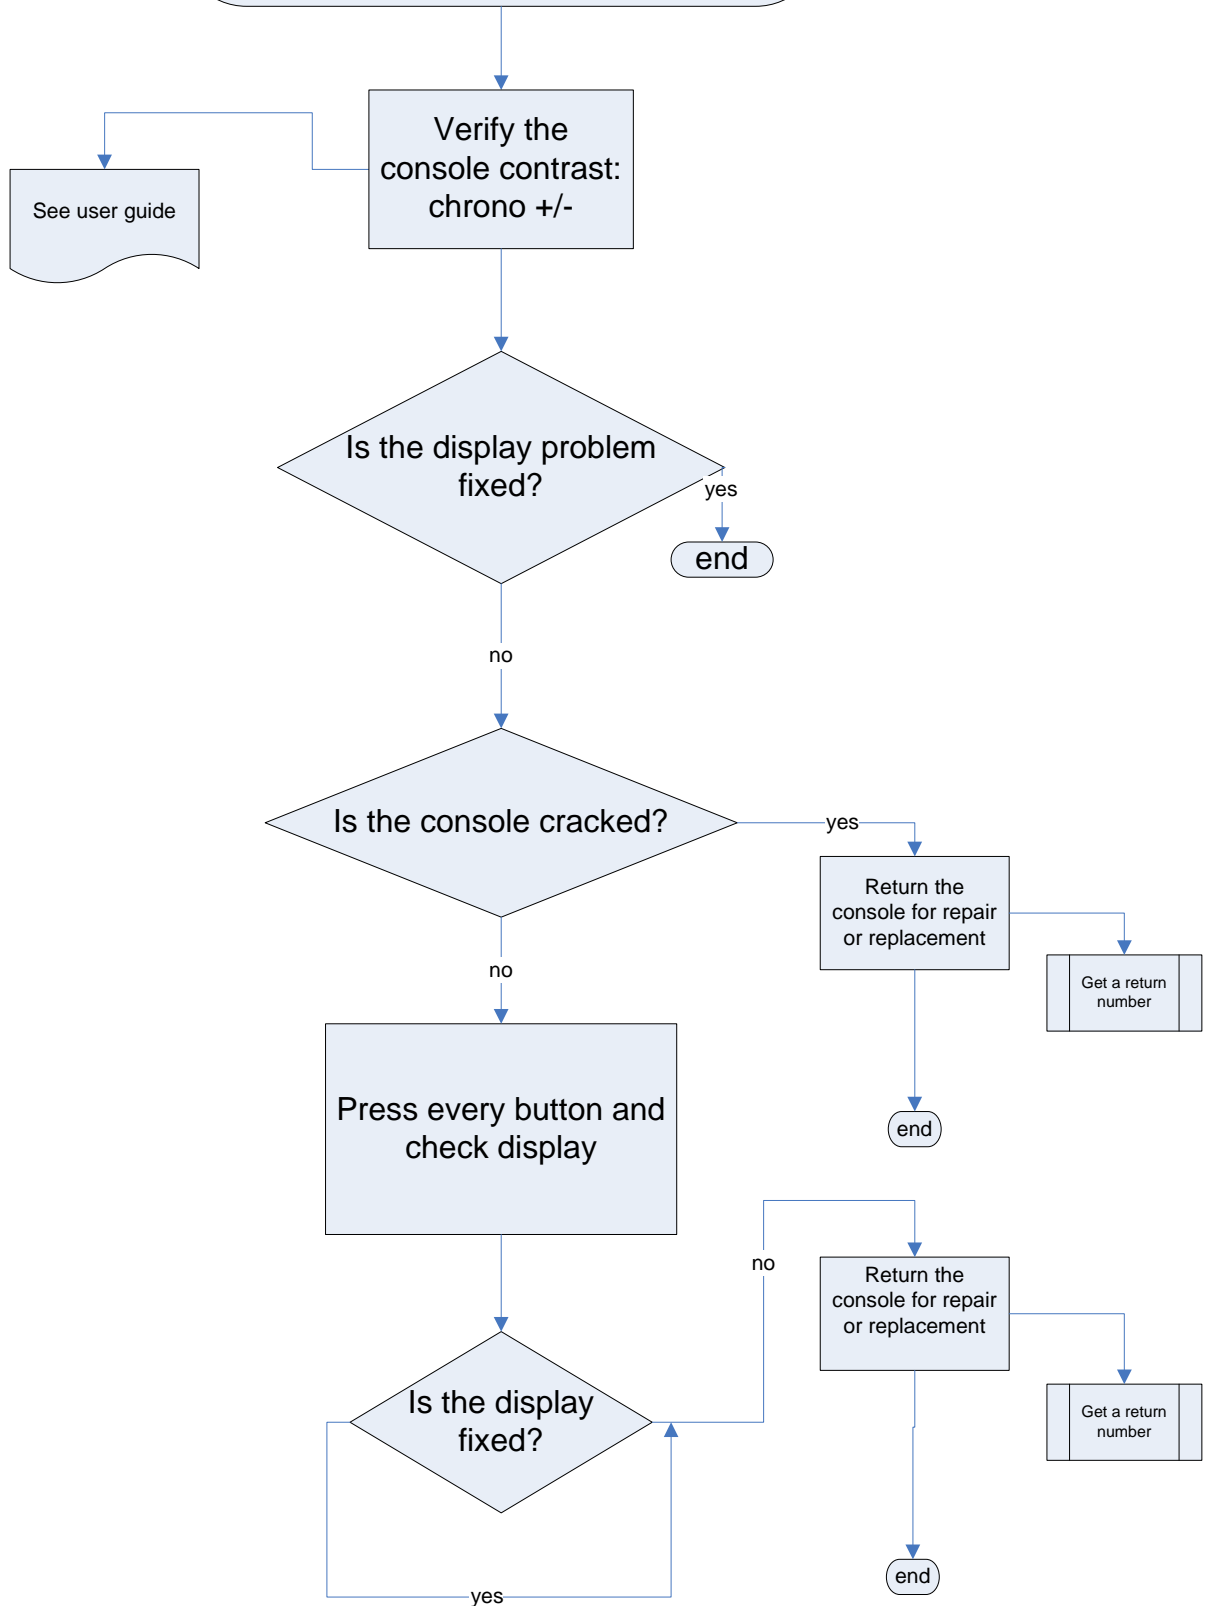 Verify the
console contrast:
chrono +/-
See user guide
Is the display problem
fixed?
yes
end
no
Is the console cracked?
yes
Return the
console for repair
or replacement
Get a return
number
no
Press every button and
check display
end
no
Return the
console for repair
or replacement
Is the display
fixed?
Get a return
number
end
yes